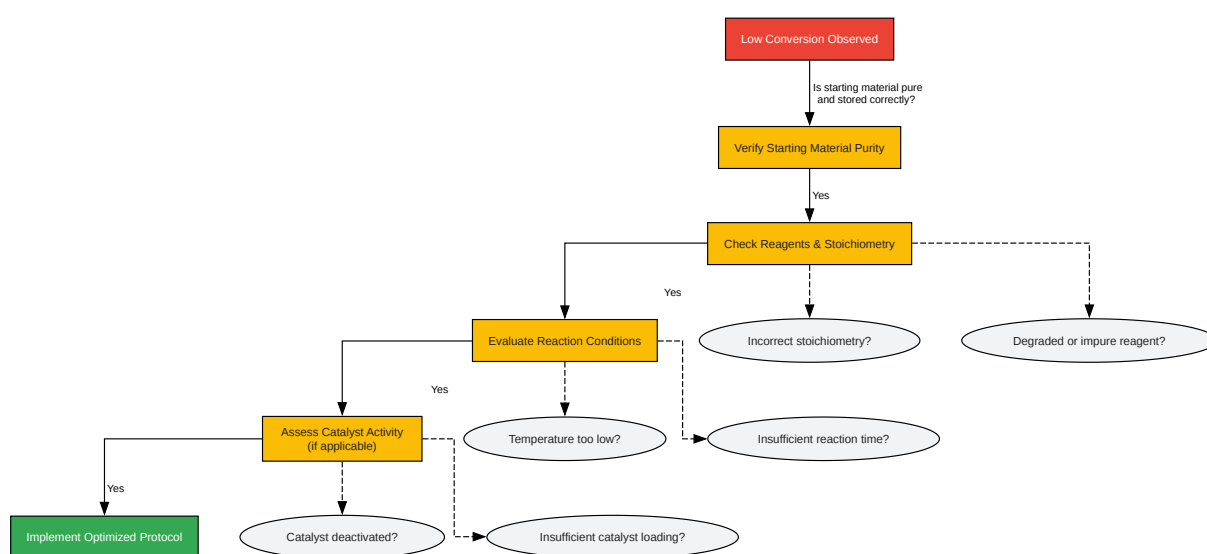 Low Conversion Observed
Is starting material pure
and stored correctly?
Verify Starting Material Purity
Yes
Check Reagents & Stoichiometry
Yes
Evaluate Reaction Conditions
Incorrect stoichiometry?
Degraded or impure reagent?
Yes
Assess Catalyst Activity
(if applicable)
Temperature too low?
Insufficient reaction time?
Yes
Implement Optimized Protocol
Catalyst deactivated?
Insufficient catalyst loading?